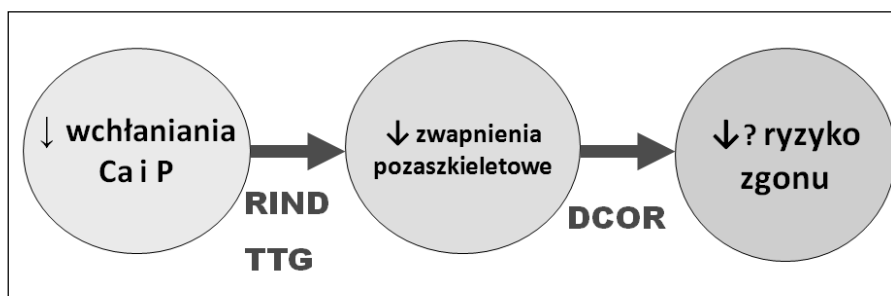 ↓ wchłaniania
Ca i P
RIND
TTG
↓ zwapnienia
pozaszkieletowe
DCOR
↓ ? ryzyko
zgonu